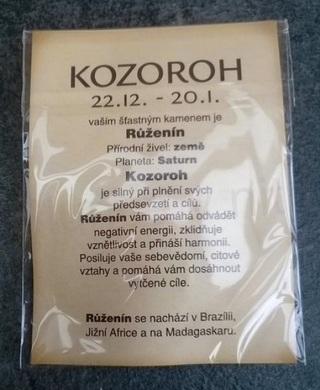 KOZOROH
22.12. - 20.1.
vaším šťastným kamenem je
Růženín
Přírodní živel: země
Planeta: Saturn
Kozoroh
je silný při plnění svých
předsevzetí a cílů.
Růženín vám pomáhá odvádět
negativní energii, zklidňuje
vznětlivost a přináší harmonii.
Posiluje vaše sebevědomí, citové
vztahy a pomáhá vám dosáhnout
vytčené cíle.
Růženín se nachází v Brazílii,
Jižní Africe a na Madagaskaru.